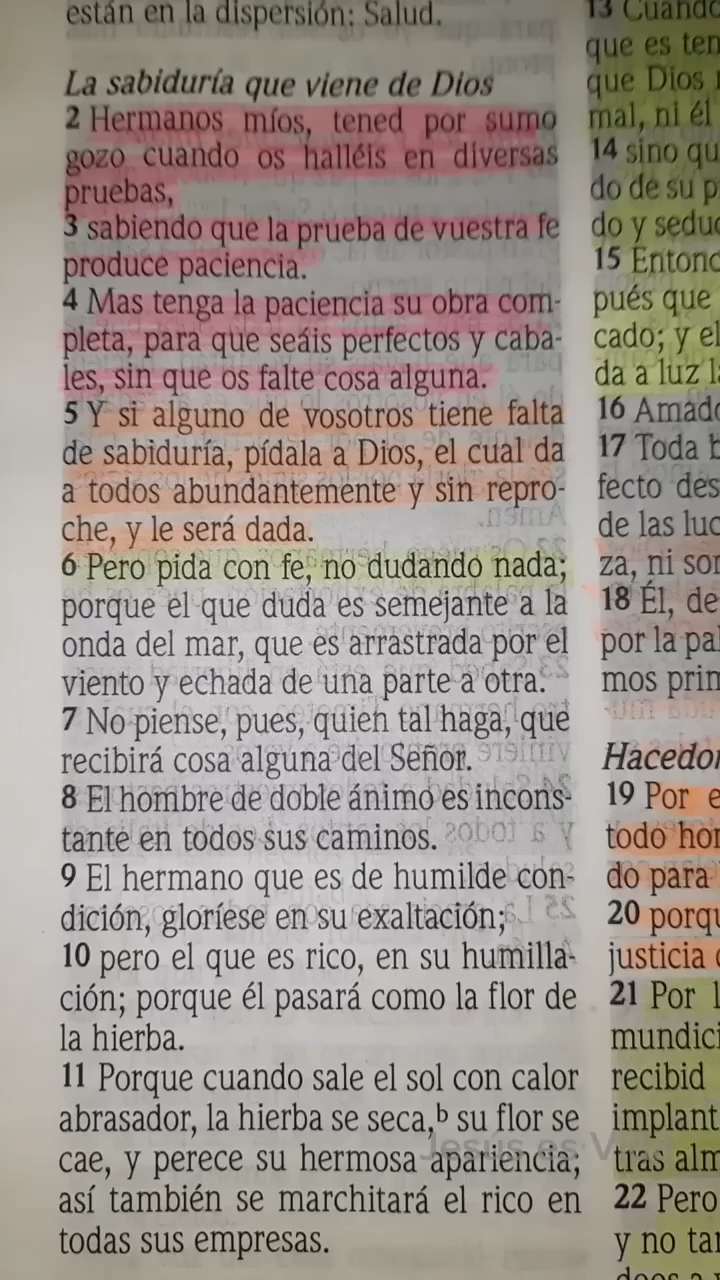 están en la dispersión: Salud.
La sabiduría que viene de Dios
2 Hermanos míos, tened por sumo
gozo cuando os halléis en diversas
pruebas,
3 sabiendo que la prueba de vuestra fe
produce paciencia.
4 Mas tenga la paciencia su obra com-
pleta, para que seáis perfectos y caba-
les, sin que os falte cosa alguna.
5 Y si alguno de vosotros tiene falta
de sabiduría, pídala a Dios, el cual da
a todos abundantemente y sin repro-
che, y le será dada.
6 Pero pida con fe, no dudando nada;
porque el que duda es semejante a la
onda del mar, que es arrastrada por el
viento y echada de una parte a otra.
7 No piense, pues, quien tal haga, que
recibirá cosa alguna del Señor.
8 El hombre de doble ánimo es incons-
tante en todos sus caminos.
9 El hermano que es de humilde con-
dición, gloríese en su exaltación;
10 pero el que es rico, en su humilla-
ción; porque él pasará como la flor de
la hierba.
11 Porque cuando sale el sol con calor
abrasador, la hierba se seca,b su flor se
cae, y perece su hermosa apariencia;
así también se marchitará el rico en
todas sus empresas.
13 Cuando
que es ten
que Dios
mal, ni él
14 sino qu
do de su p
do y seduc
15 Entonc
pués que
cado; y el
da a luz l
16 Amado
17 Toda b
fecto des
de las luc
za, ni som
18 Él, de
por la pal
mos prim
Hacedor
19 Por e
todo hom
do para
20 porqu
justicia
21 Por l
mundici
recibid
implant
tras alm
22 Pero
y no tan
Jesus es V